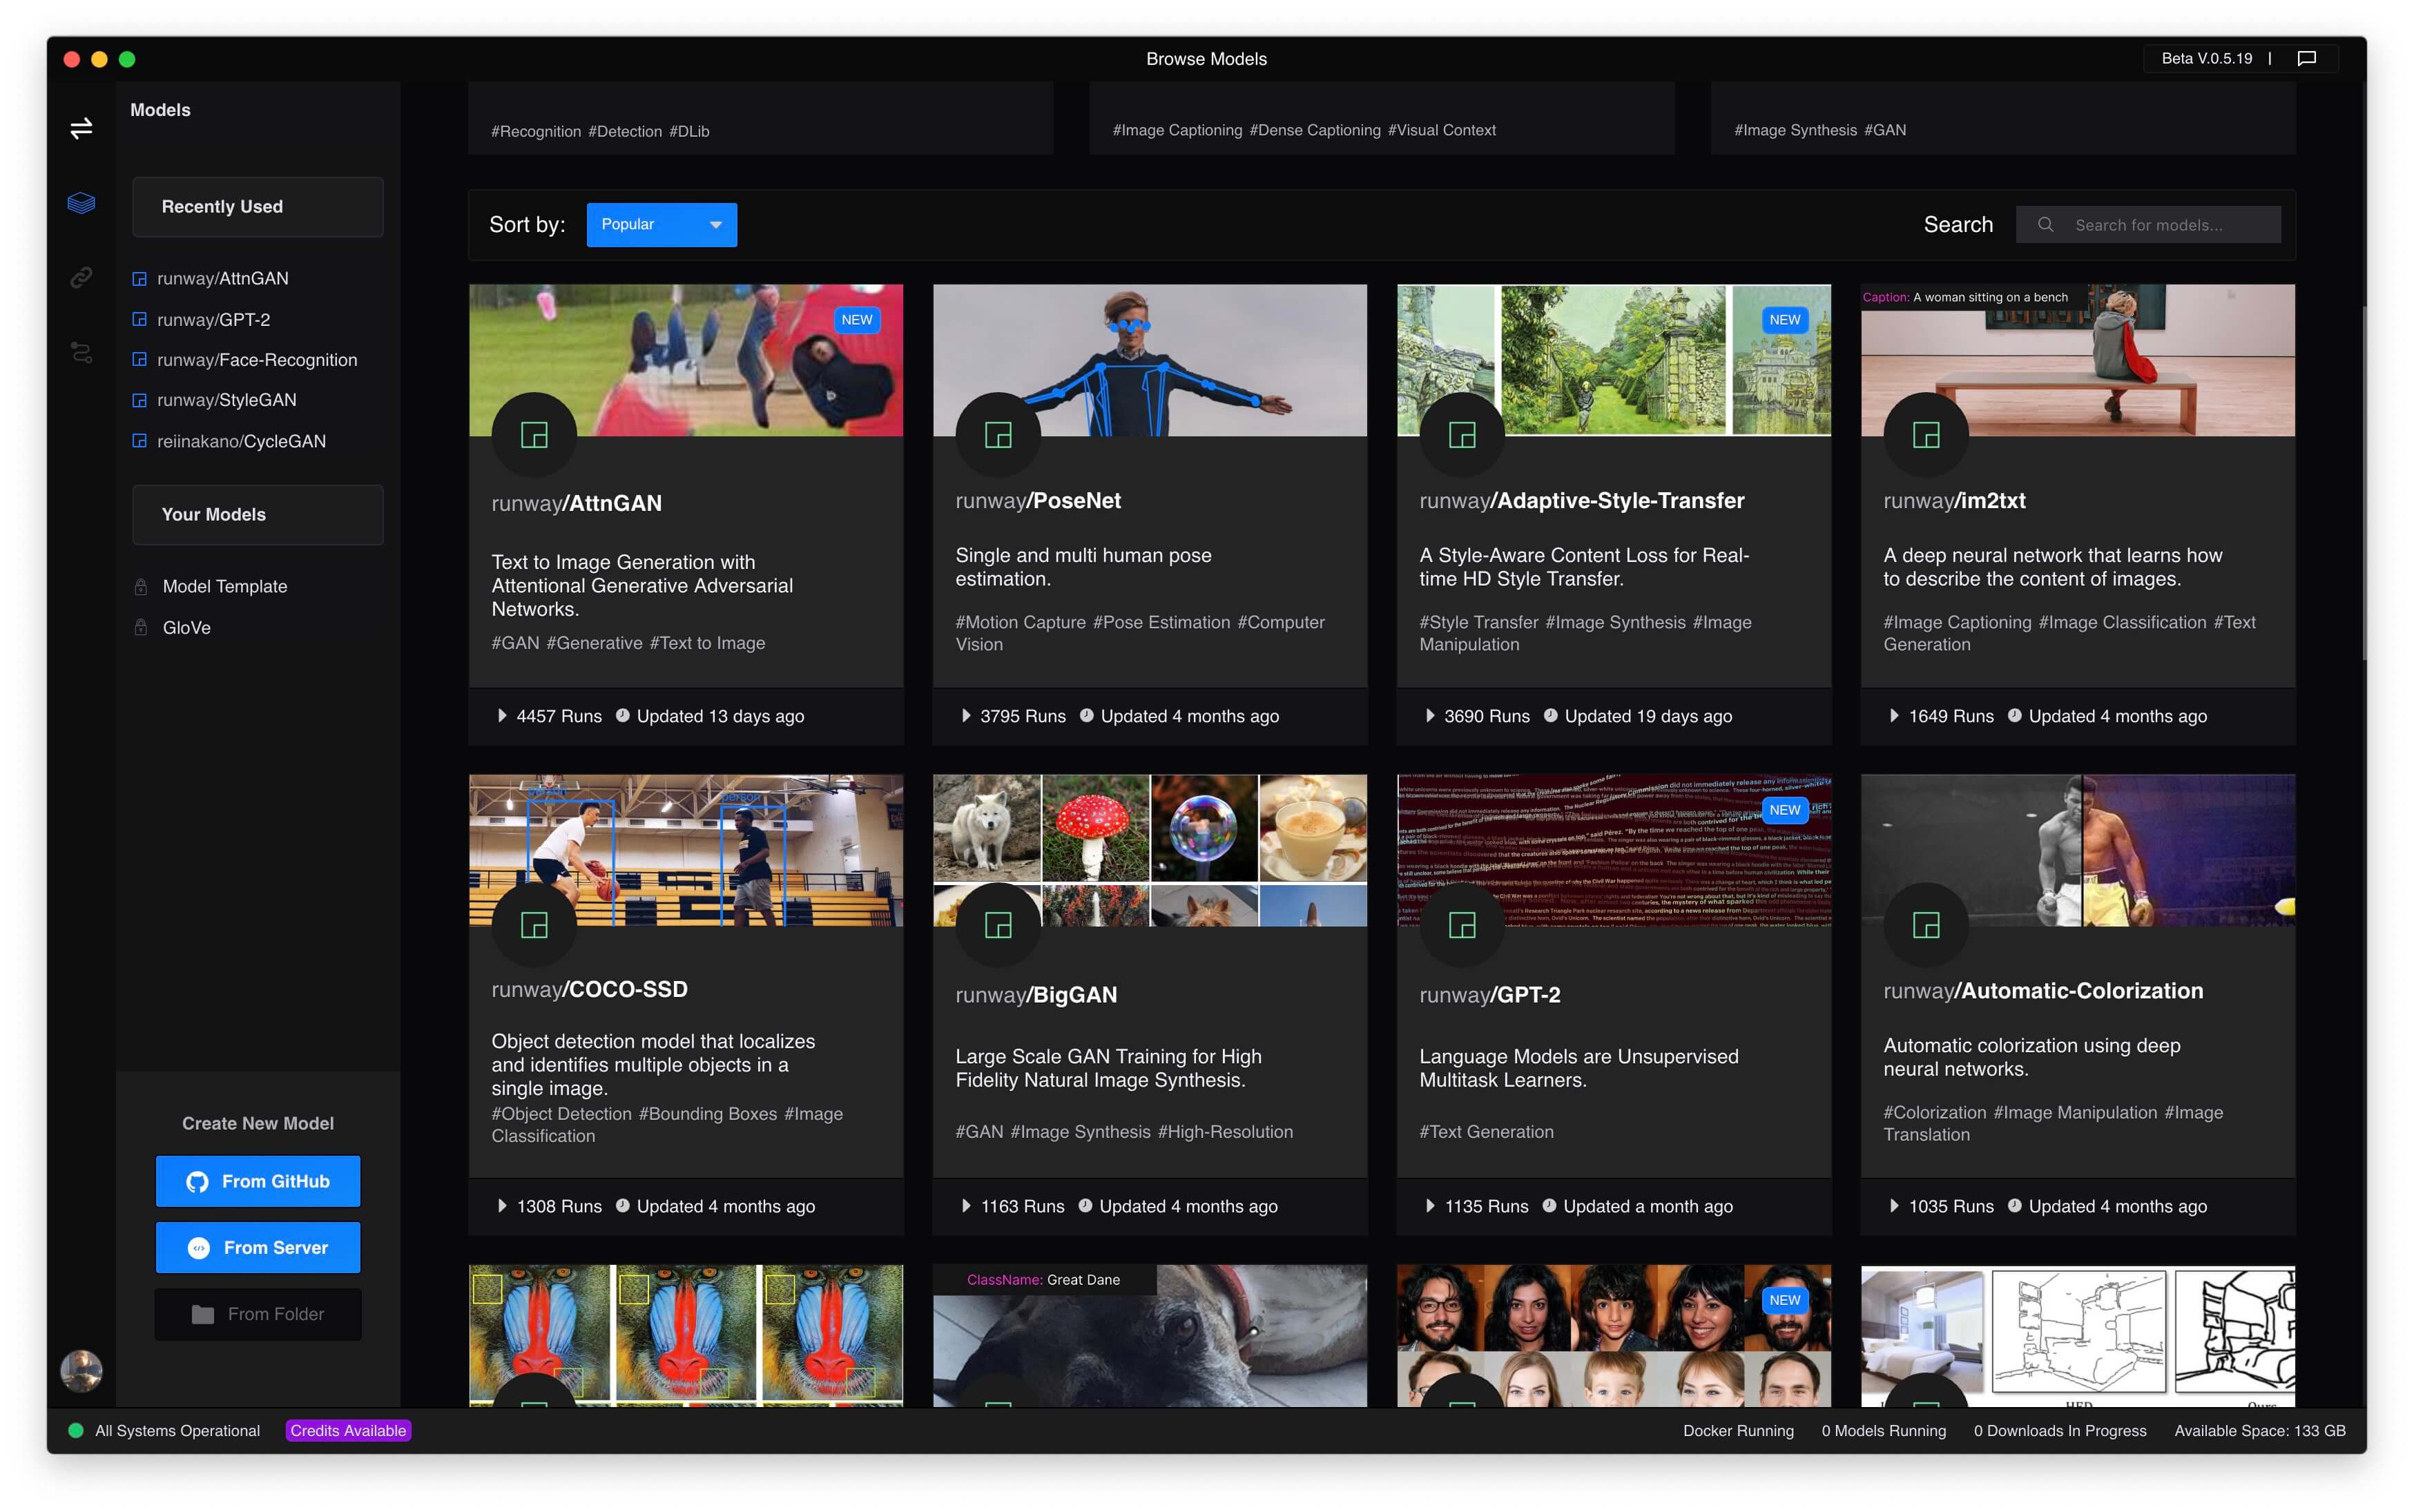 Browse Models
Beta V.0.5.19 |
Models
Recently Used
runway/AttnGAN
runway/GPT-2
runway/Face-Recognition
runway/StyleGAN
reiinakano/CycleGAN
Your Models
Model Template
GloVe
Create New Model
From GitHub
From Server
From Folder
#Recognition #Detection #DLib
#Image Captioning #Dense Captioning #Visual Context
#Image Synthesis #GAN
Sort by:
Popular
Search
Search for models...
NEW
runway/AttnGAN
Text to Image Generation with
Attentional Generative Adversarial
Networks.
#GAN #Generative #Text to Image
4457 Runs
Updated 13 days ago
runway/PoseNet
Single and multi human pose
estimation.
#Motion Capture #Pose Estimation #Computer
Vision
3795 Runs
Updated 4 months ago
NEW
runway/Adaptive-Style-Transfer
A Style-Aware Content Loss for Real-
time HD Style Transfer.
#Style Transfer #Image Synthesis #Image
Manipulation
3690 Runs
Updated 19 days ago
Caption: A woman sitting on a bench
runway/im2txt
A deep neural network that learns how
to describe the content of images.
#Image Captioning #Image Classification #Text
Generation
1649 Runs
Updated 4 months ago
person
person
runway/COCO-SSD
Object detection model that localizes
and identifies multiple objects in a
single image.
#Object Detection #Bounding Boxes #Image
Classification
1308 Runs
Updated 4 months ago
runway/BigGAN
Large Scale GAN Training for High
Fidelity Natural Image Synthesis.
#GAN #Image Synthesis #High-Resolution
1163 Runs
Updated 4 months ago
NEW
runway/GPT-2
Language Models are Unsupervised
Multitask Learners.
#Text Generation
1135 Runs
Updated a month ago
runway/Automatic-Colorization
Automatic colorization using deep
neural networks.
#Colorization #Image Manipulation #Image
Translation
1035 Runs
Updated 4 months ago
ClassName: Great Dane
NEW
HED
Ours
All Systems Operational
Credits Available
Docker Running
0 Models Running
0 Downloads In Progress
Available Space: 133 GB